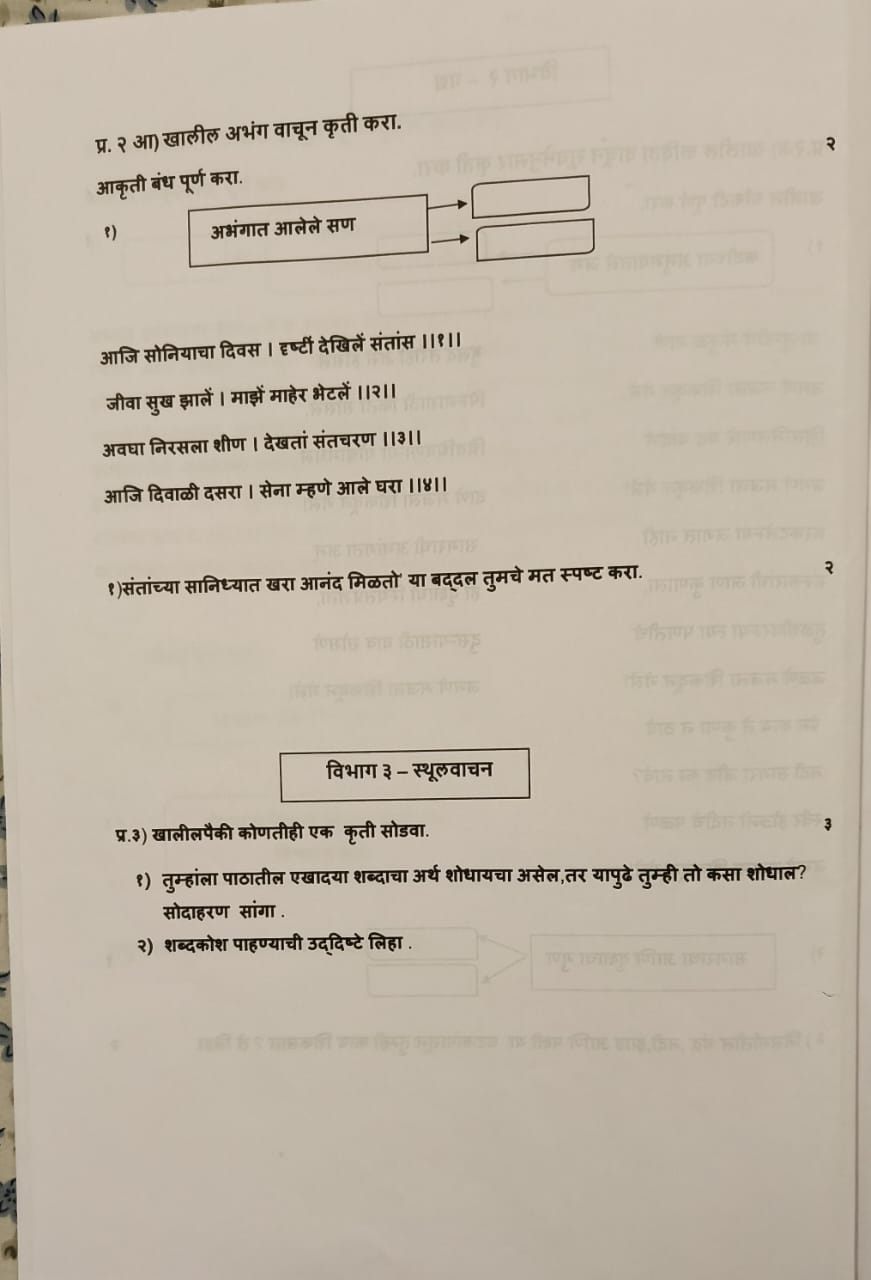 प्र. २ आ) खालील अभंग वाचून कृती करा.
२
आकृती बंध पूर्ण करा.
१)
अभंगात आलेले सण
आजि सोनियाचा दिवस । दृष्टीं देखिलें संतांस ।।१।।
जीवा सुख झालें । माझें माहेर भेटलें ।।२।।
अवघा निरसला शीण । देखतां संतचरण ।।३।।
आजि दिवाळी दसरा । सेना म्हणे आले घरा ।।४।।
१)संतांच्या सानिध्यात खरा आनंद मिळतो' या बद्दल तुमचे मत स्पष्ट करा.
२
विभाग ३ – स्थूलवाचन
प्र.३) खालीलपैकी कोणतीही एक कृती सोडवा.
३
१) तुम्हांला पाठातील एखादया शब्दाचा अर्थ शोधायचा असेल,तर यापुढे तुम्ही तो कसा शोधाल?
सोदाहरण सांगा .
२) शब्दकोश पाहण्याची उद्दिष्टे लिहा .